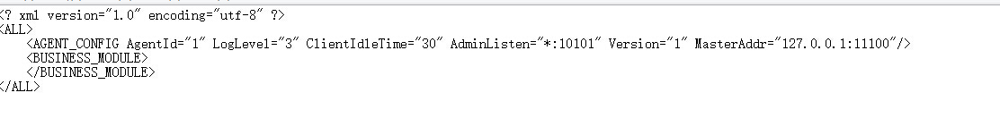 <? xml version="1.0" encoding="utf-8" ?>
<ALL>
    <AGENT_CONFIG AgentId="1" LogLevel="3" ClientIdleTime="30" AdminListen="*:10101" Version="1" MasterAddr="127.0.0.1:11100"/>
    <BUSINESS_MODULE>
    </BUSINESS_MODULE>
</ALL>